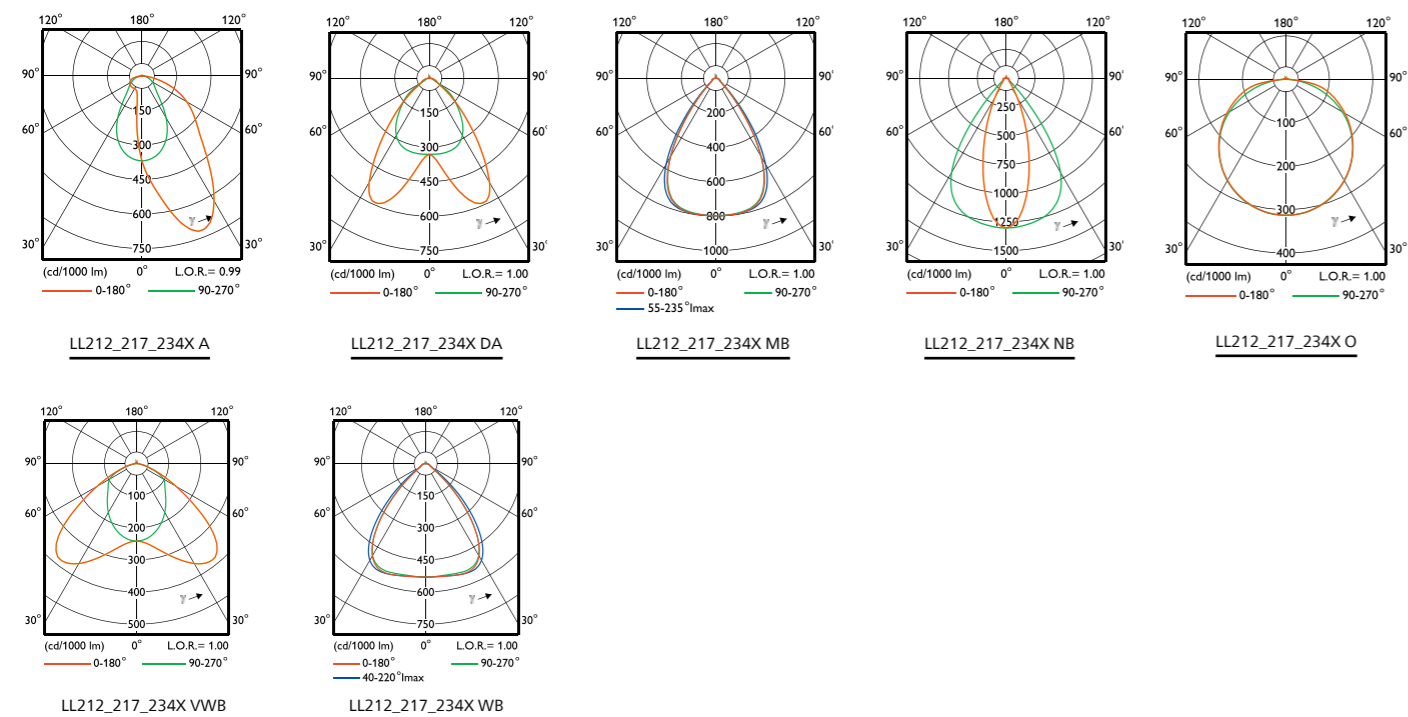 120° 180° 120°
90° 90°
150
60° 60°
300
450
600
γ
750
30° 30°
(cd/1000 lm) 0° L.O.R.= 0.99
0-180° 90-270°
LL212_217_234X A
120° 180° 120°
90° 90°
150
60° 60°
300
450
600
γ
750
30° 30°
(cd/1000 lm) 0° L.O.R.= 1.00
0-180° 90-270°
LL212_217_234X DA
120° 180° 120°
90° 90°
200
60° 60°
400
600
800
γ
1000
30° 30°
(cd/1000 lm) 0° L.O.R.= 1.00
0-180° 90-270°
55-235°Imax
LL212_217_234X MB
120° 180° 120°
90° 90°
250
500
60° 60°
750
1000
1250
γ
1500
30° 30°
(cd/1000 lm) 0° L.O.R.= 1.00
0-180° 90-270°
LL212_217_234X NB
120° 180° 120°
90° 90°
100
60° 60°
200
300
γ
400
30° 30°
(cd/1000 lm) 0° L.O.R.= 1.00
0-180° 90-270°
LL212_217_234X O
120° 180° 120°
90° 90°
100
60° 60°
200
300
400
γ
500
30° 30°
(cd/1000 lm) 0° L.O.R.= 1.00
0-180° 90-270°
LL212_217_234X VWB
120° 180° 120°
90° 90°
150
60° 60°
300
450
600
γ
750
30° 30°
(cd/1000 lm) 0° L.O.R.= 1.00
0-180° 90-270°
40-220°Imax
LL212_217_234X WB